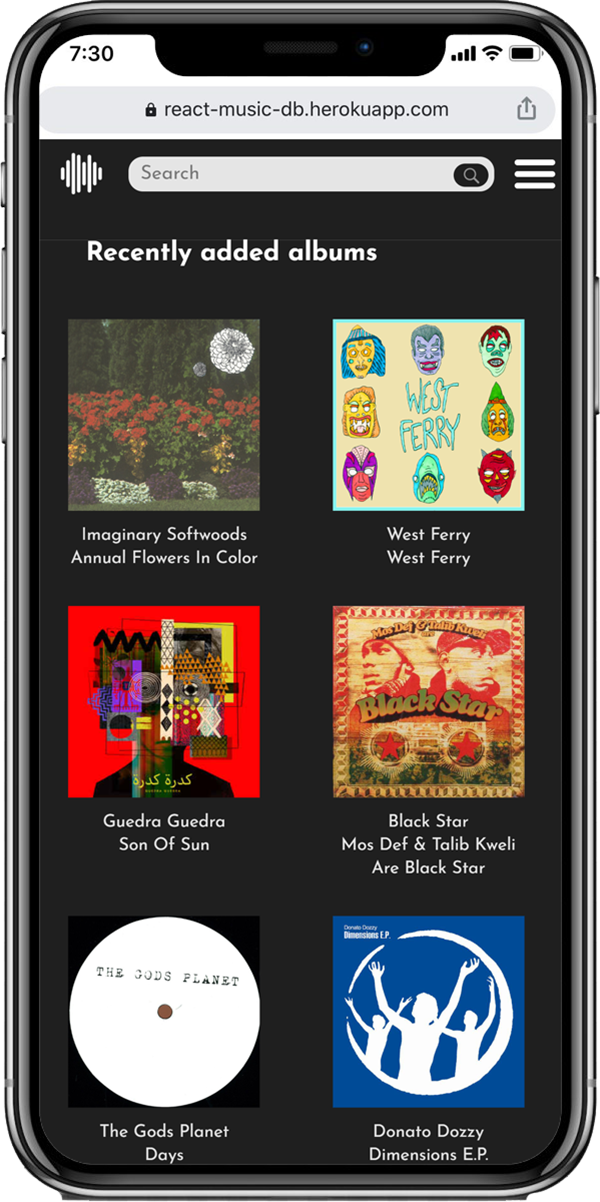 7:30
react-music-db.herokuapp.com
Search
Recently added albums
WEST
FERRY
Imaginary Softwoods
Annual Flowers In Color
West Ferry
West Ferry
كدرة كدرة
GUEDRA GUEDRA
Mos Def & Talib Kweli
are
Black Star
Guedra Guedra
Son Of Sun
Black Star
Mos Def & Talib Kweli
Are Black Star
THE GODS PLANET
Donato Dozzy
Dimensions E.P.
The Gods Planet
Days
Donato Dozzy
Dimensions E.P.